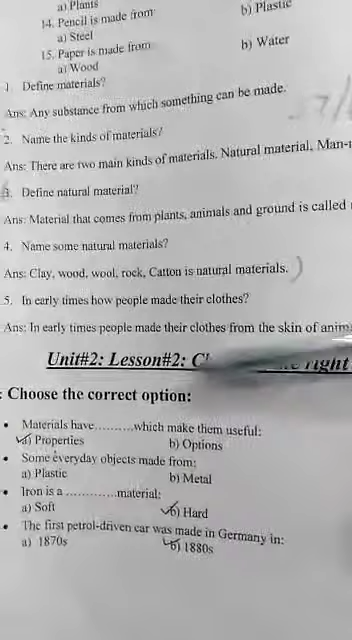 a) Plants
b) Plastic
14. Pencil is made from:
a) Steel
b) Water
15. Paper is made from
a) Wood
1. Define materials?
Ans: Any substance from which something can be made.
2. Name the kinds of materials?
Ans: There are two main kinds of materials. Natural material, Man-
3. Define natural material?
Ans: Material that comes from plants, animals and ground is called
4. Name some natural materials?
Ans: Clay, wood, wool, rock, Catton is natural materials.
5. In early times how people made their clothes?
Ans: In early times people made their clothes from the skin of anim
Unit#2: Lesson#2: right
Choose the correct option:
• Materials have..........which make them useful:
a) Properties b) Options
• Some everyday objects made from:
a) Plastic b) Metal
• Iron is a .............material:
a) Soft b) Hard
• The first petrol-driven car was made in Germany in:
a) 1870s b) 1880s